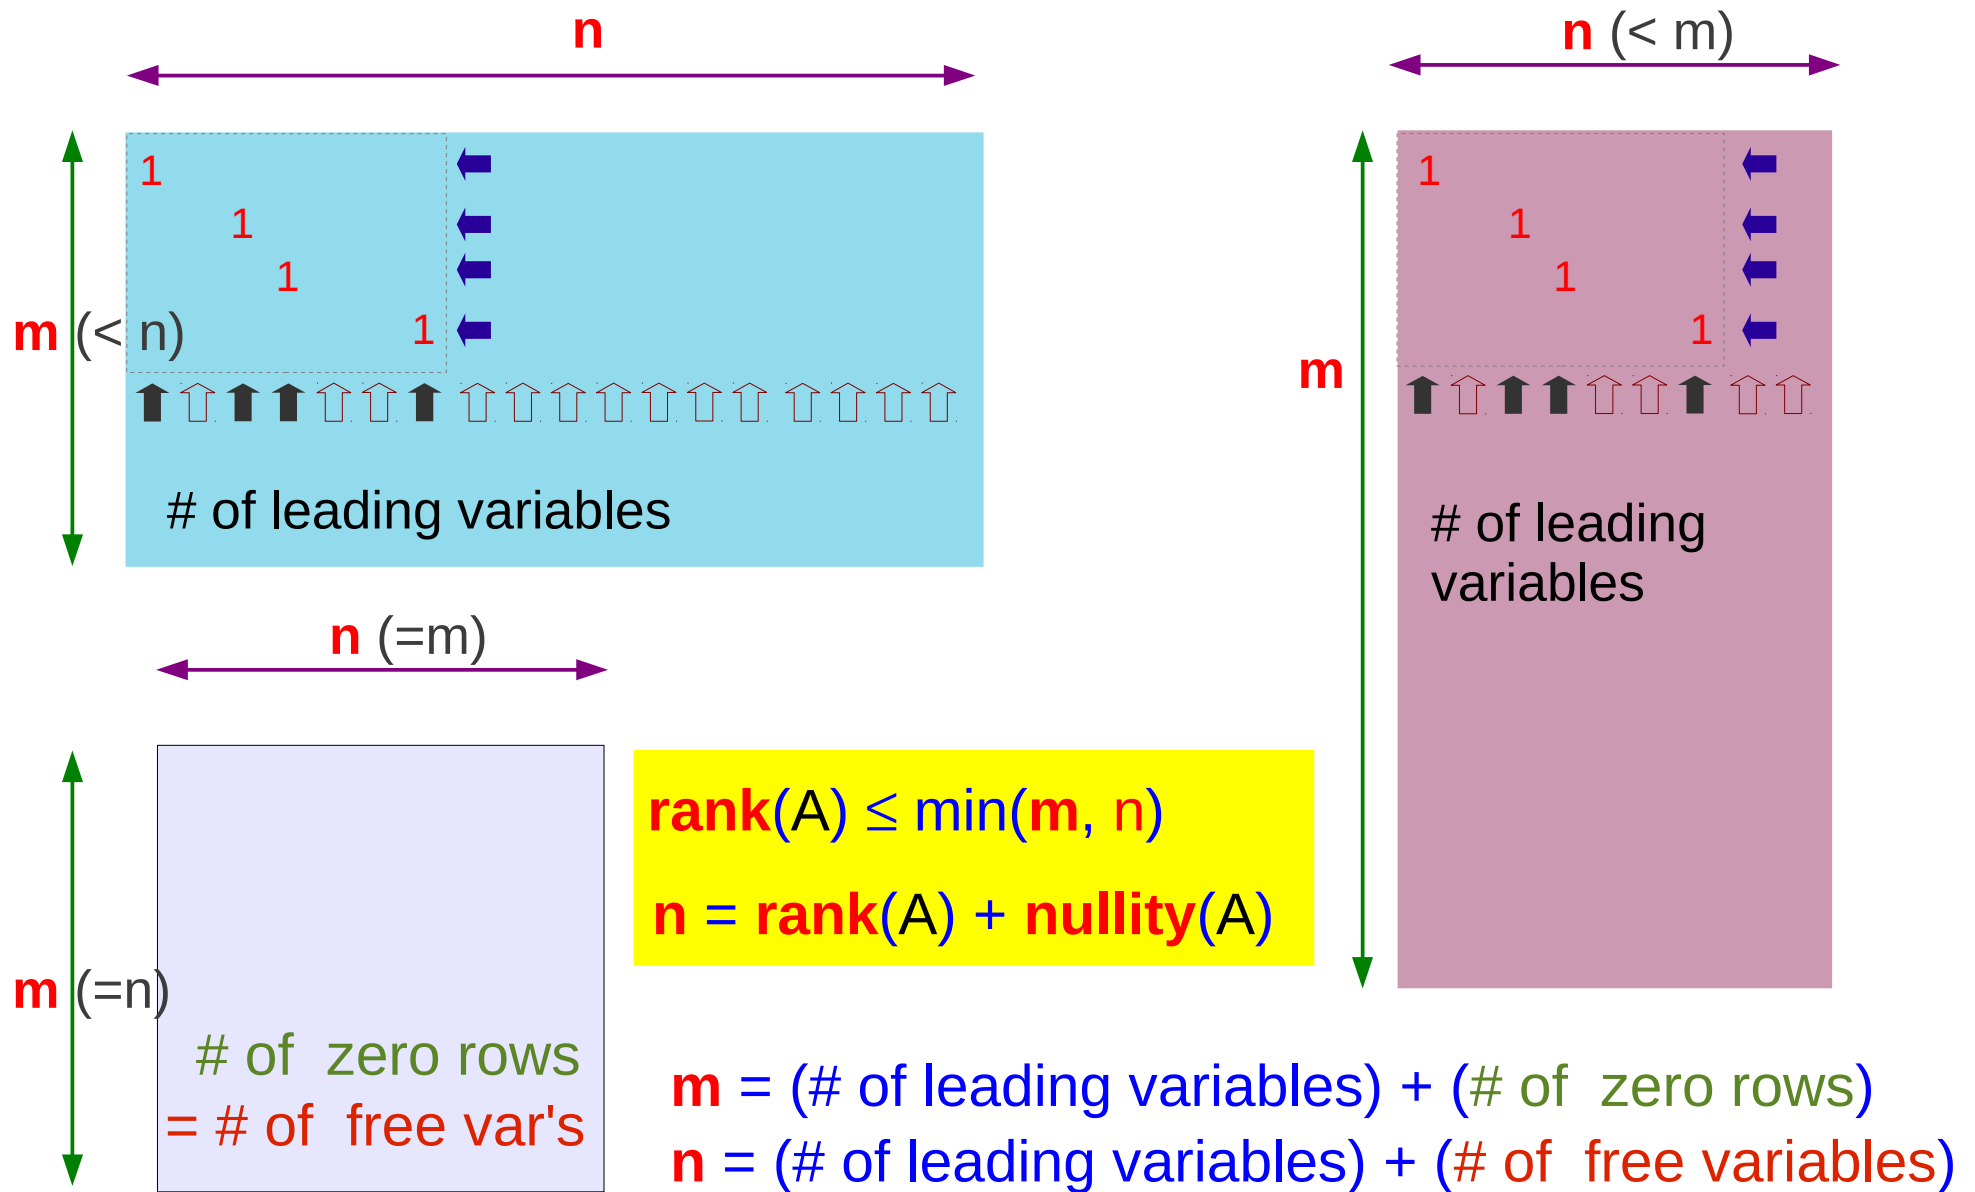 n
1
1
1
1
m (< n)
# of leading variables
n (< m)
1
1
1
1
m
# of leading
variables
n (=m)
m (=n)
# of  zero rows
= # of  free var's
rank(A) ≤ min(m, n)
n = rank(A) + nullity(A)
m = (# of leading variables) + (# of  zero rows)
n = (# of leading variables) + (# of  free variables)